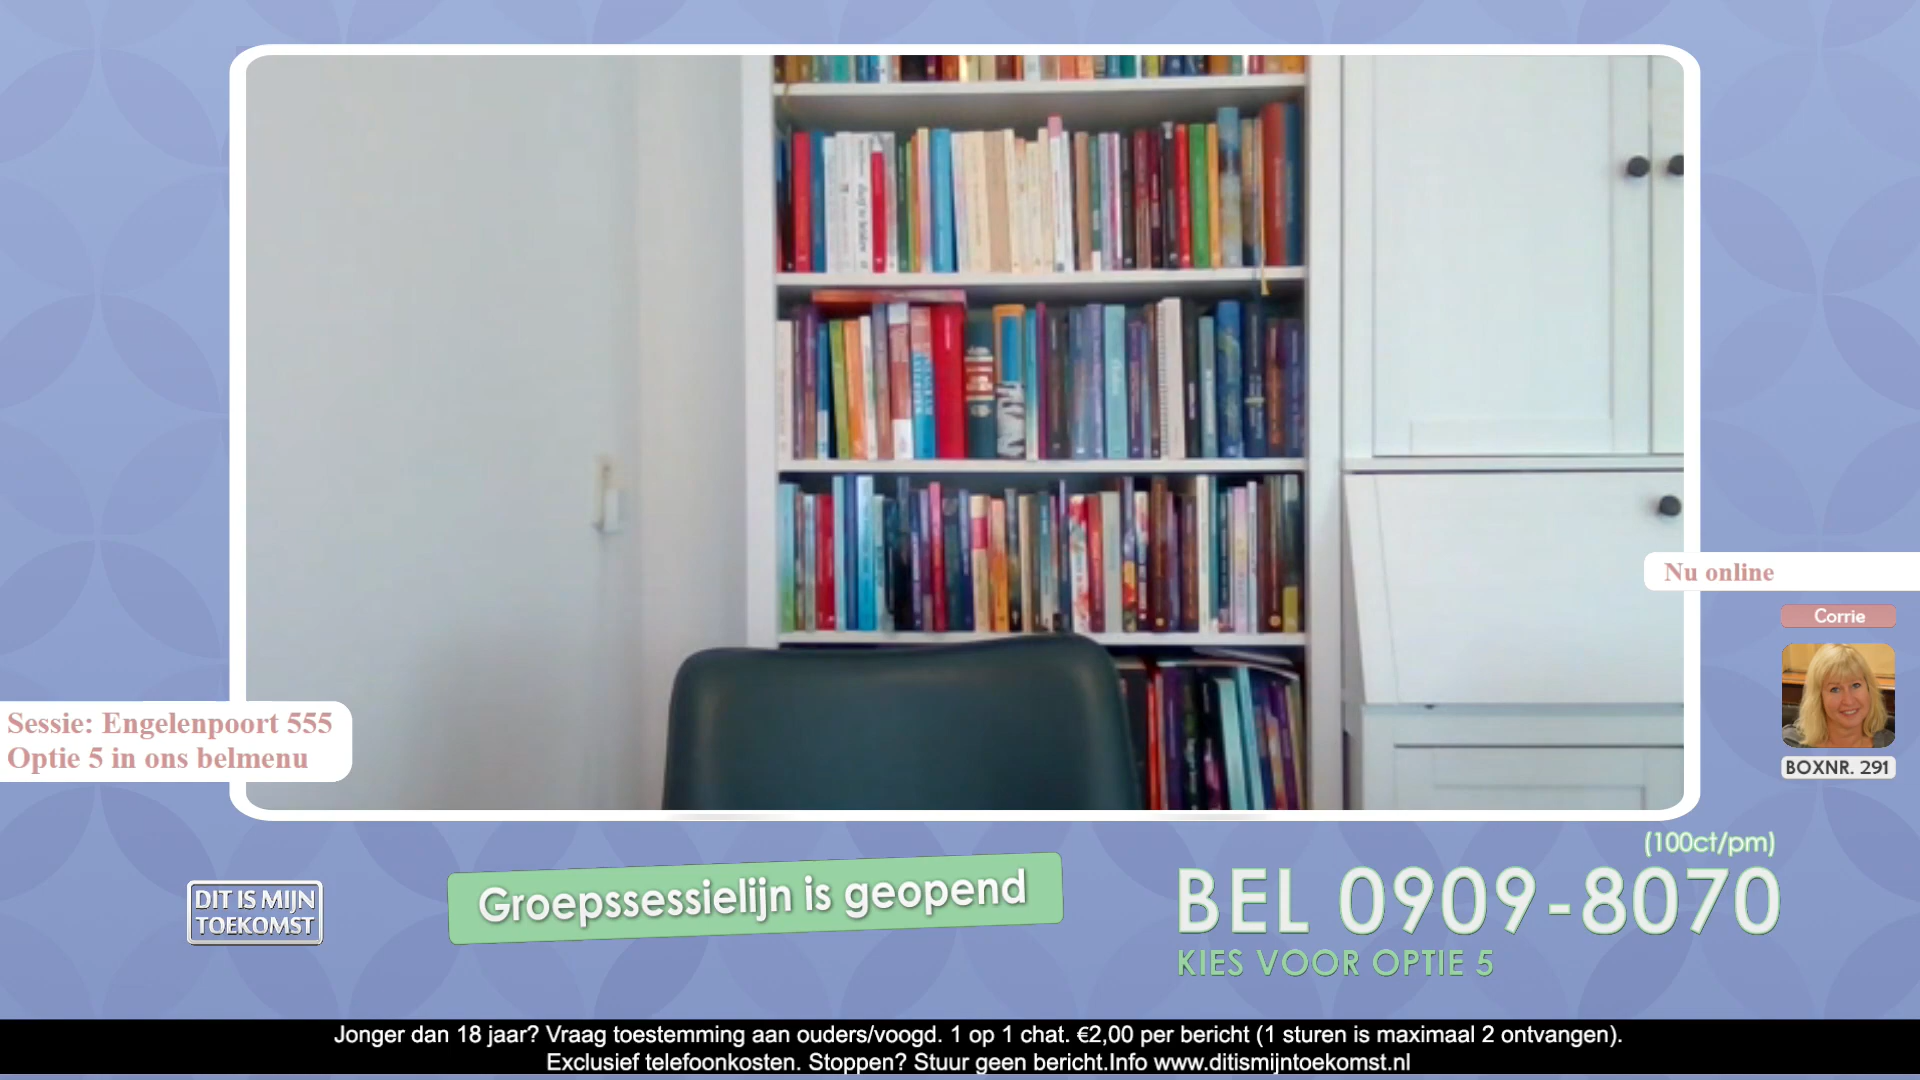 Nu online
Corrie
BOXNR. 291
Sessie: Engelenpoort 555
Optie 5 in ons belmenu
(100ct/pm)
DIT IS MIJN
TOEKOMST
Groepssessielijn is geopend
BEL 0909-8070
KIES VOOR OPTIE 5
Jonger dan 18 jaar? Vraag toestemming aan ouders/voogd. 1 op 1 chat. €2,00 per bericht (1 sturen is maximaal 2 ontvangen).
Exclusief telefoonkosten. Stoppen? Stuur geen bericht.Info www.ditismijntoekomst.nl